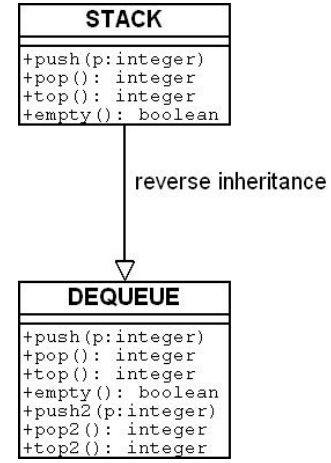 STACK
+push(p:integer)
+pop(): integer
+top(): integer
+empty(): boolean
reverse inheritance
DEQUEUE
+push(p:integer)
+pop(): integer
+top(): integer
+empty(): boolean
+push2(p:integer)
+pop2(): integer
+top2(): integer